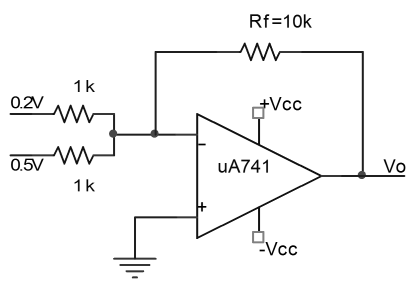 Rf=10k
1k
0.2V
+Vcc
-
0.5V
uA741
Vo
1k
+
-Vcc